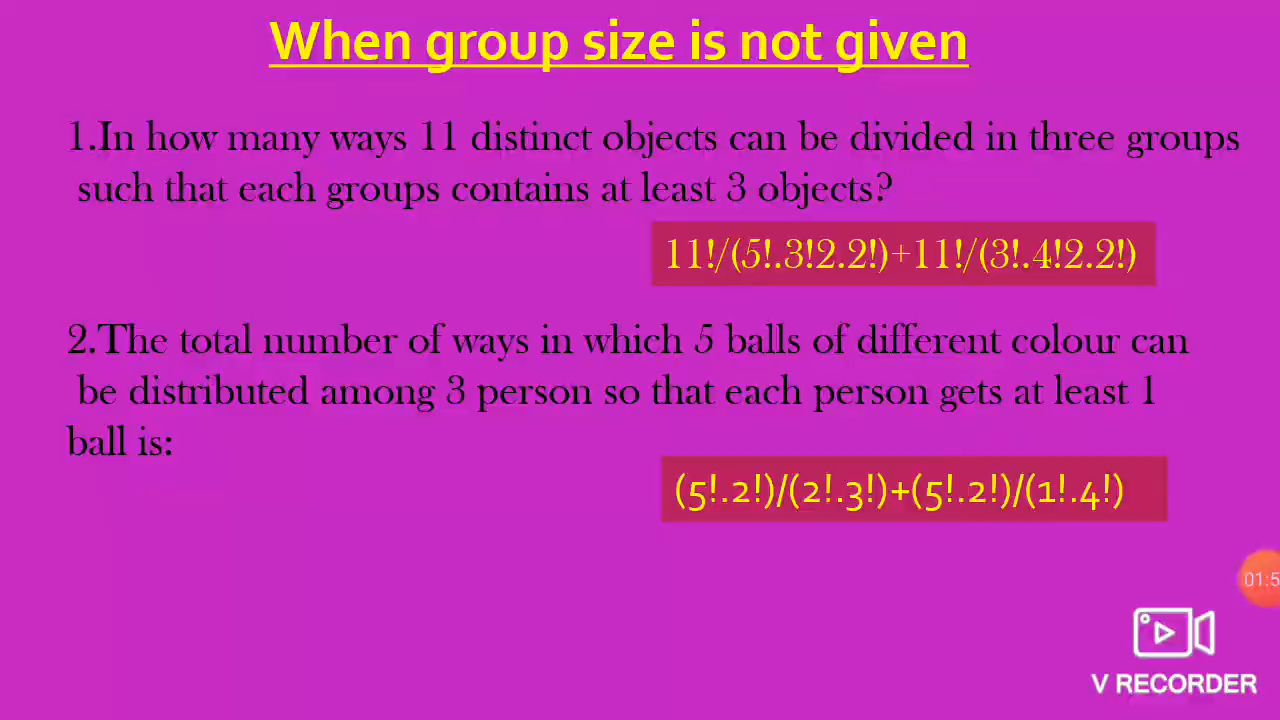 When group size is not given
1.In how many ways 11 distinct objects can be divided in three groups
such that each groups contains at least 3 objects?
11!/(5!.3!2.2!)+11!/(3!.4!2.2!)
2.The total number of ways in which 5 balls of different colour can
be distributed among 3 person so that each person gets at least 1
ball is:
(5!.2!)/(2!.3!)+(5!.2!)/(1!.4!)
01:5
V RECORDER